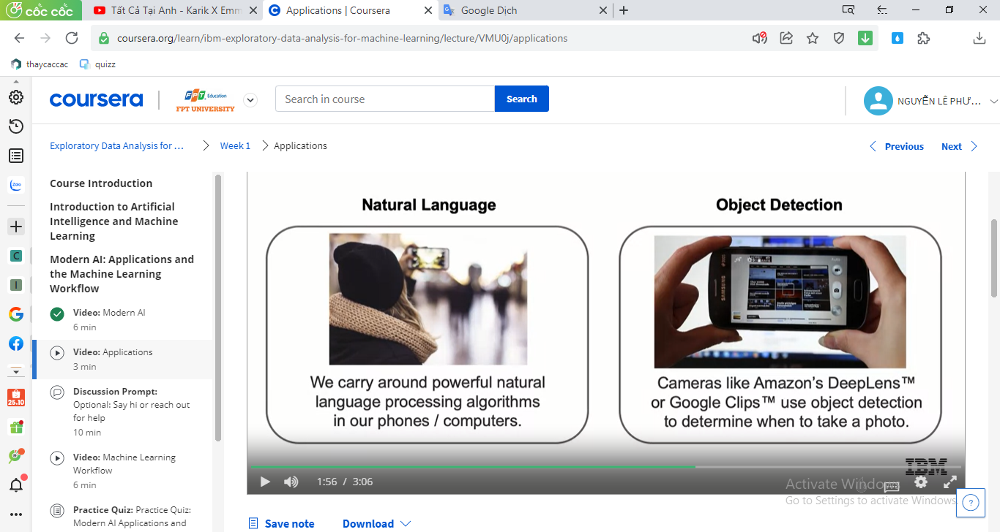 cốc cốc
Tất Cả Tại Anh - Karik X Emm
Applications | Coursera
Google Dịch
coursera.org/learn/ibm-exploratory-data-analysis-for-machine-learning/lecture/VMU0j/applications
thaycaccac
quizz
coursera
FPT Education
FPT UNIVERSITY
Search in course
Search
NGUYỄN LÊ PHƯ...
Exploratory Data Analysis for ...
Week 1
Applications
Previous
Next
Course Introduction
Introduction to Artificial
Intelligence and Machine
Learning
Modern AI: Applications and
the Machine Learning
Workflow
Video: Modern AI
6 min
Video: Applications
3 min
Discussion Prompt:
Optional: Say hi or reach out
for help
10 min
Video: Machine Learning
Workflow
6 min
Practice Quiz: Practice Quiz:
Modern AI Applications and
Zalo
C
I
25.10
Natural Language
We carry around powerful natural
language processing algorithms
in our phones / computers.
Object Detection
SAMSUNG
Cameras like Amazon's DeepLens™
or Google Clips™ use object detection
to determine when to take a photo.
IBM
1:56 / 3:06
Activate Windows
Go to Settings to activate Windows.
Save note
Download